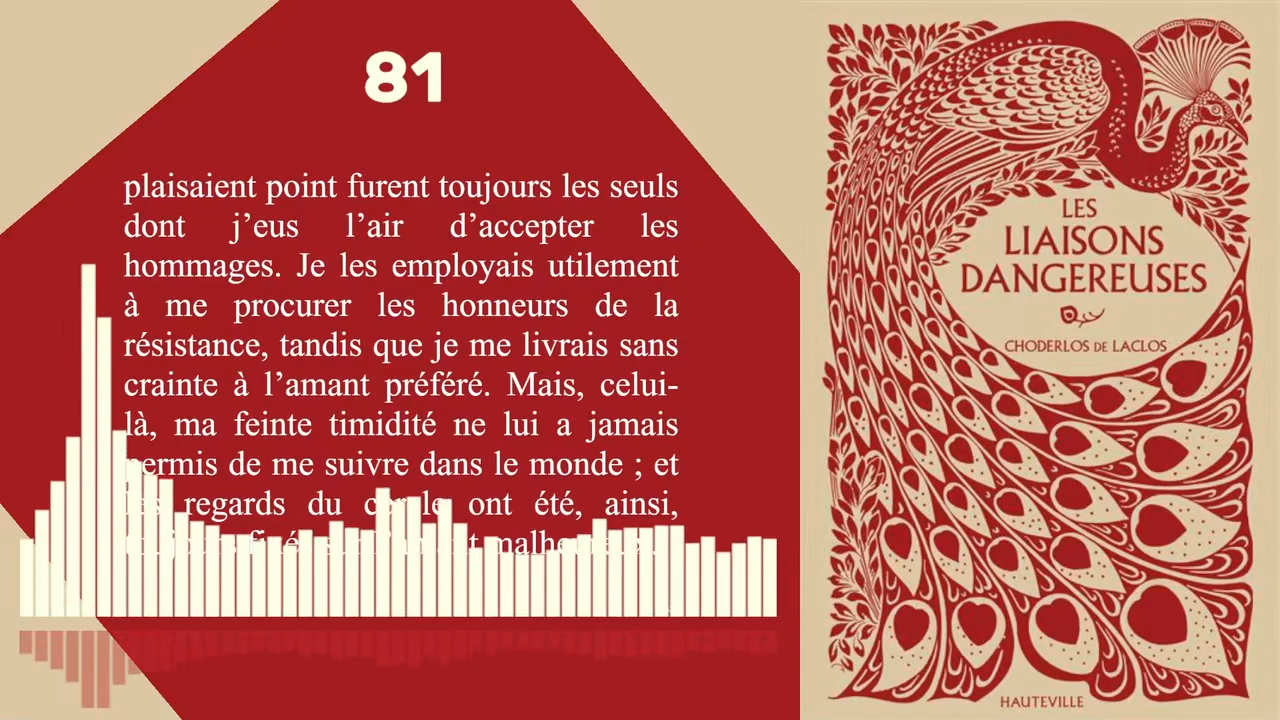 81
plaisaient point furent toujours les seuls
dont j’eus l’air d’accepter les
hommages. Je les employais utilement
à me procurer les honneurs de la
résistance, tandis que je me livrais sans
crainte à l’amant préféré. Mais, celui-
là, ma feinte timidité ne lui a jamais
permis de me suivre dans le monde ; et
les regards du cercle ont été, ainsi,
LES
LIAISONS
DANGEREUSES
CHODERLOS DE LACLOS
HAUTEVILLE